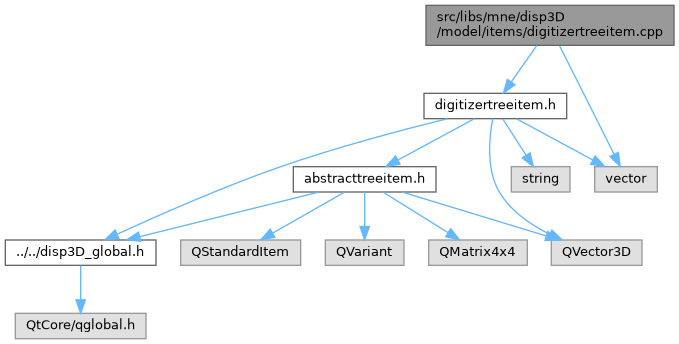 src/libs/mne/disp3D
/model/items/digitizertreeitem.cpp
digitizertreeitem.h
abstracttreeitem.h
string
vector
../../disp3D_global.h
QStandardItem
QVariant
QMatrix4x4
QVector3D
QtCore/qglobal.h